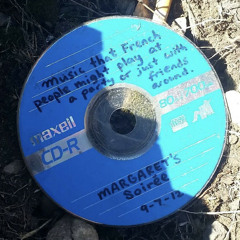 music that French
people might play at
a party or just with
friends
around.
maxell
CD-R
MARGARET'S
Soirée
9-7-12